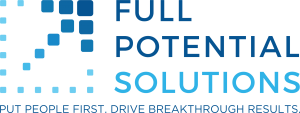 FULL
POTENTIAL
SOLUTIONS
PUT PEOPLE FIRST. DRIVE BREAKTHROUGH RESULTS.